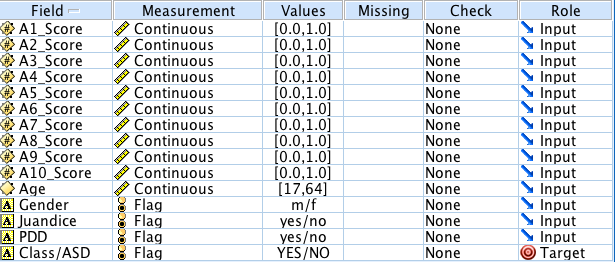 Field Measurement Values Missing Check Role
A1_Score Continuous [0.0,1.0] None Input
A2_Score Continuous [0.0,1.0] None Input
A3_Score Continuous [0.0,1.0] None Input
A4_Score Continuous [0.0,1.0] None Input
A5_Score Continuous [0.0,1.0] None Input
A6_Score Continuous [0.0,1.0] None Input
A7_Score Continuous [0.0,1.0] None Input
A8_Score Continuous [0.0,1.0] None Input
A9_Score Continuous [0.0,1.0] None Input
A10_Score Continuous [0.0,1.0] None Input
Age Continuous [17,64] None Input
A Gender Flag m/f None Input
A Juandice Flag yes/no None Input
A PDD Flag yes/no None Input
A Class/ASD Flag YES/NO None Target